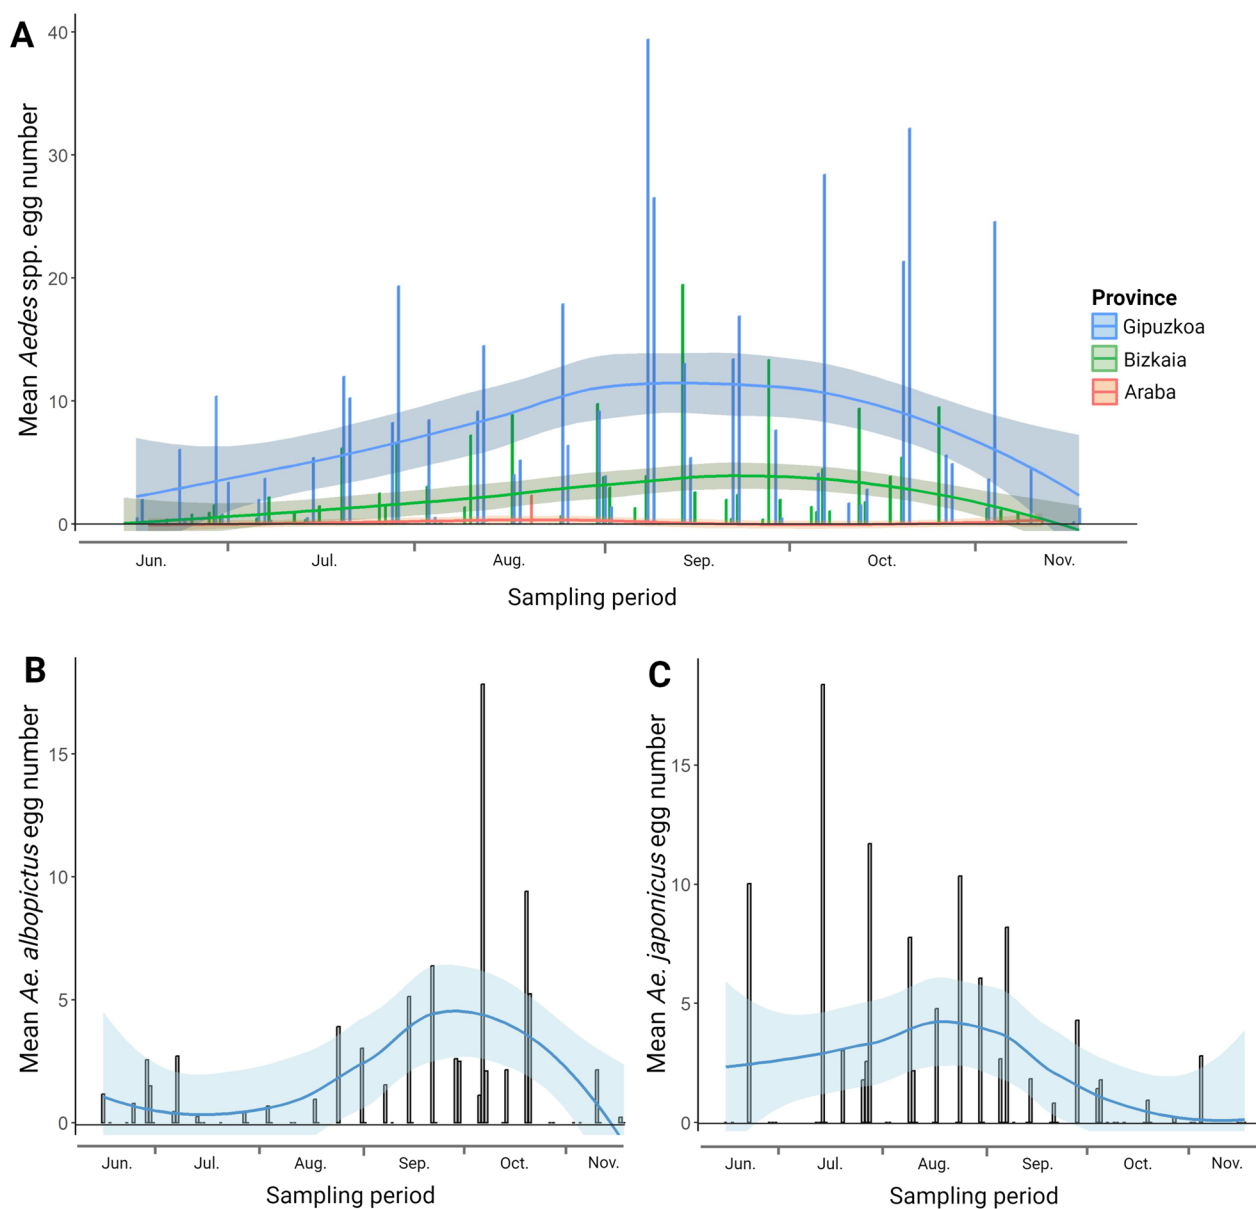 A
Mean Aedes spp. egg number
40
30
20
10
0
Jun. Jul. Aug. Sep. Oct. Nov.
Sampling period
Province
Gipuzkoa
Bizkaia
Araba
B
Mean Ae. albopictus egg number
15
10
5
0
Jun. Jul. Aug. Sep. Oct. Nov.
Sampling period
C
Mean Ae. japonicus egg number
15
10
5
0
Jun. Jul. Aug. Sep. Oct. Nov.
Sampling period